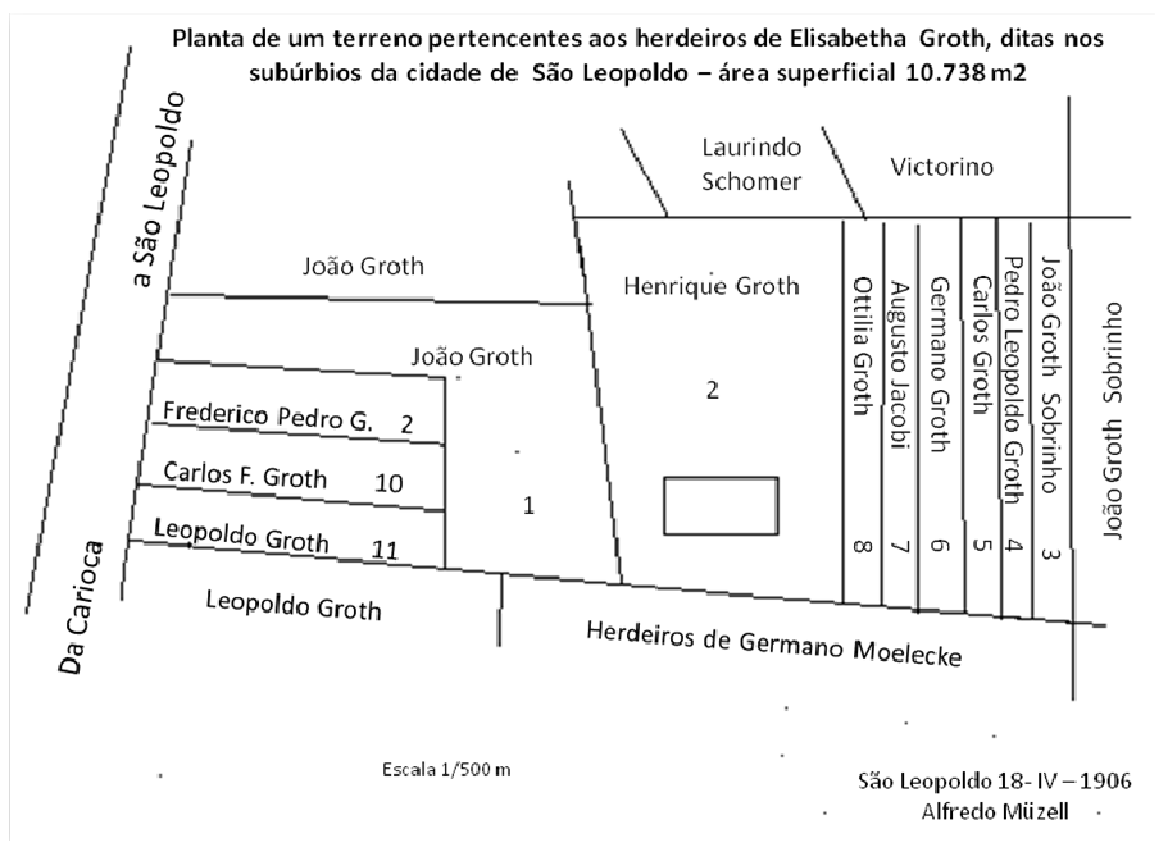 Planta de um terreno pertencentes aos herdeiros de Elisabetha Groth, ditas nos
subúrbios da cidade de São Leopoldo – área superficial 10.738 m2
a São Leopoldo
Da Carioca
Laurindo
Schomer
Victorino
João Groth
Henrique Groth
2
João Groth
1
Frederico Pedro G. 2
Carlos F. Groth 10
Leopoldo Groth 11
Ottilia Groth 8
Augusto Jacobi 7
Germano Groth 6
Carlos Groth 5
Pedro Leopoldo Groth 4
João Groth Sobrinho 3
João Groth Sobrinho
Leopoldo Groth
Herdeiros de Germano Moelecke
Escala 1/500 m
São Leopoldo 18- IV – 1906
Alfredo Müzell